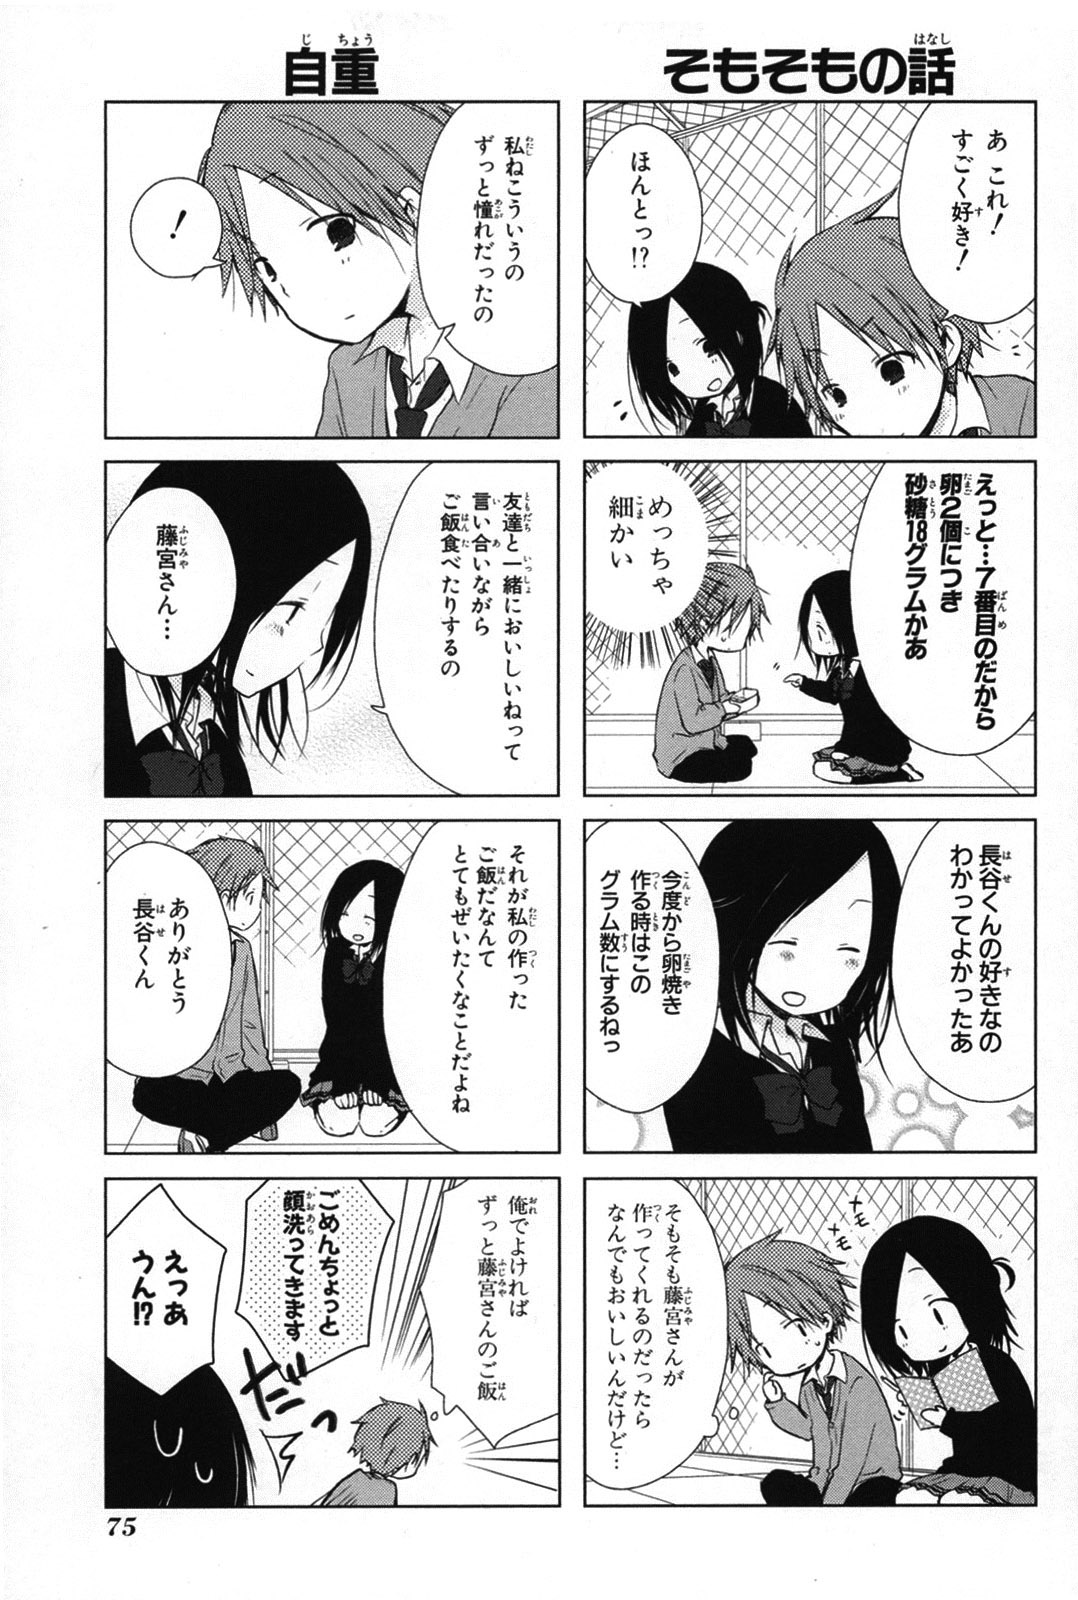 そもそもの話
あ これ！
すごく好き！
ほんとっ!?
えっと…7番目のだから
卵2個につき
砂糖18グラムかあ
めっちゃ
細かい
長谷くんの好きなの
わかってよかったあ
今度から卵焼き
作る時はこの
グラム数にするねっ
メモ
メモ
そもそも藤宮さんが
作ってくれるのだったら
なんでもおいしいんだけど…
自重
私ねこういうの
ずっと憧れだったの
！
友達と一緒においしいねって
言い合いながら
ご飯食べたりするの
藤宮さん…
それが私の作った
ご飯だなんて
とてもぜいたくなことだよね
ありがとう
長谷くん
俺でよければ
ずっと藤宮さんのご飯
ごめんちょっと
顔洗ってきます
だっ
えっあ
うん!?
75